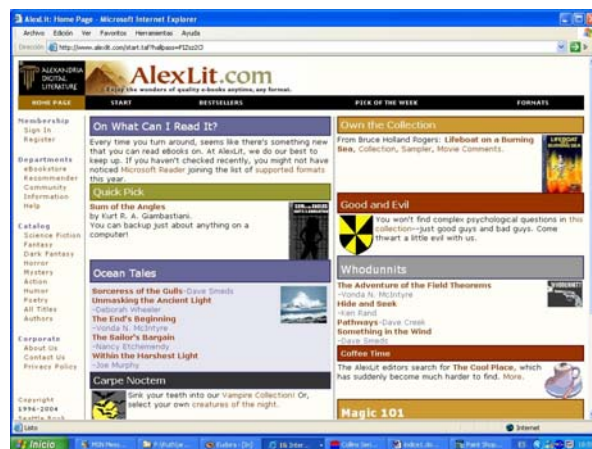 AlexLit: Home Page - Microsoft Internet Explorer
Archivo Edición Ver Favoritos Herramientas Ayuda
Dirección
ALEXANDRIA
DIGITAL
LITERATURE
AlexLit.com
Enjoy the wonders of quality e-books anytime, any format.
HOME PAGE START BESTSELLERS PICK OF THE WEEK FORMATS
Membership
Sign In
Register
Departments
eBookstore
Recommender
Community
Information
Help
Catalog
Science Fiction
Fantasy
Dark Fantasy
Horror
Mystery
Action
Humor
Poetry
All Titles
Authors
Corporate
About Us
Contact Us
Privacy Policy
Copyright
1996-2004
On What Can I Read It?
Every time you turn around, seems like there's something new
that you can read eBooks on. At AlexLit, we do our best to
keep up. If you haven't checked recently, you might not have
noticed Microsoft Reader joining the list of supported formats
this year.
Quick Pick
Sum of the Angles
by Kurt R. A. Giambastiani.
You can backup just about anything on a
computer!
Ocean Tales
Sorceress of the Gulls-Dave Smeds
Unmasking the Ancient Light
-Deborah Wheeler
The End's Beginning
-Vonda N. McIntyre
The Sailor's Bargain
-Nancy Etchemendy
Within the Harshest Light
-Joe Murphy
Carpe Noctem
Sink your teeth into our Vampire Collection! Or,
select your own creatures of the night.
Own the Collection
From Bruce Holland Rogers: Lifeboat on a Burning
Sea, Collection, Sampler, Movie Comments.
LIFEBOAT
Good and Evil
You won't find complex psychological questions in this
collection--just good guys and bad guys. Come
thwart a little evil with us.
Whodunnits
The Adventure of the Field Theorems
-Vonda N. McIntyre
Hide and Seek
-Ken Rand
Pathways-Dave Creek
Something in the Wind
-Dave Smeds
WHODUNNIT?
Coffee Time
The AlexLit editors search for The Cool Place, which
has suddenly become much harder to find. More.
Magic 101
Listo Internet
Inicio